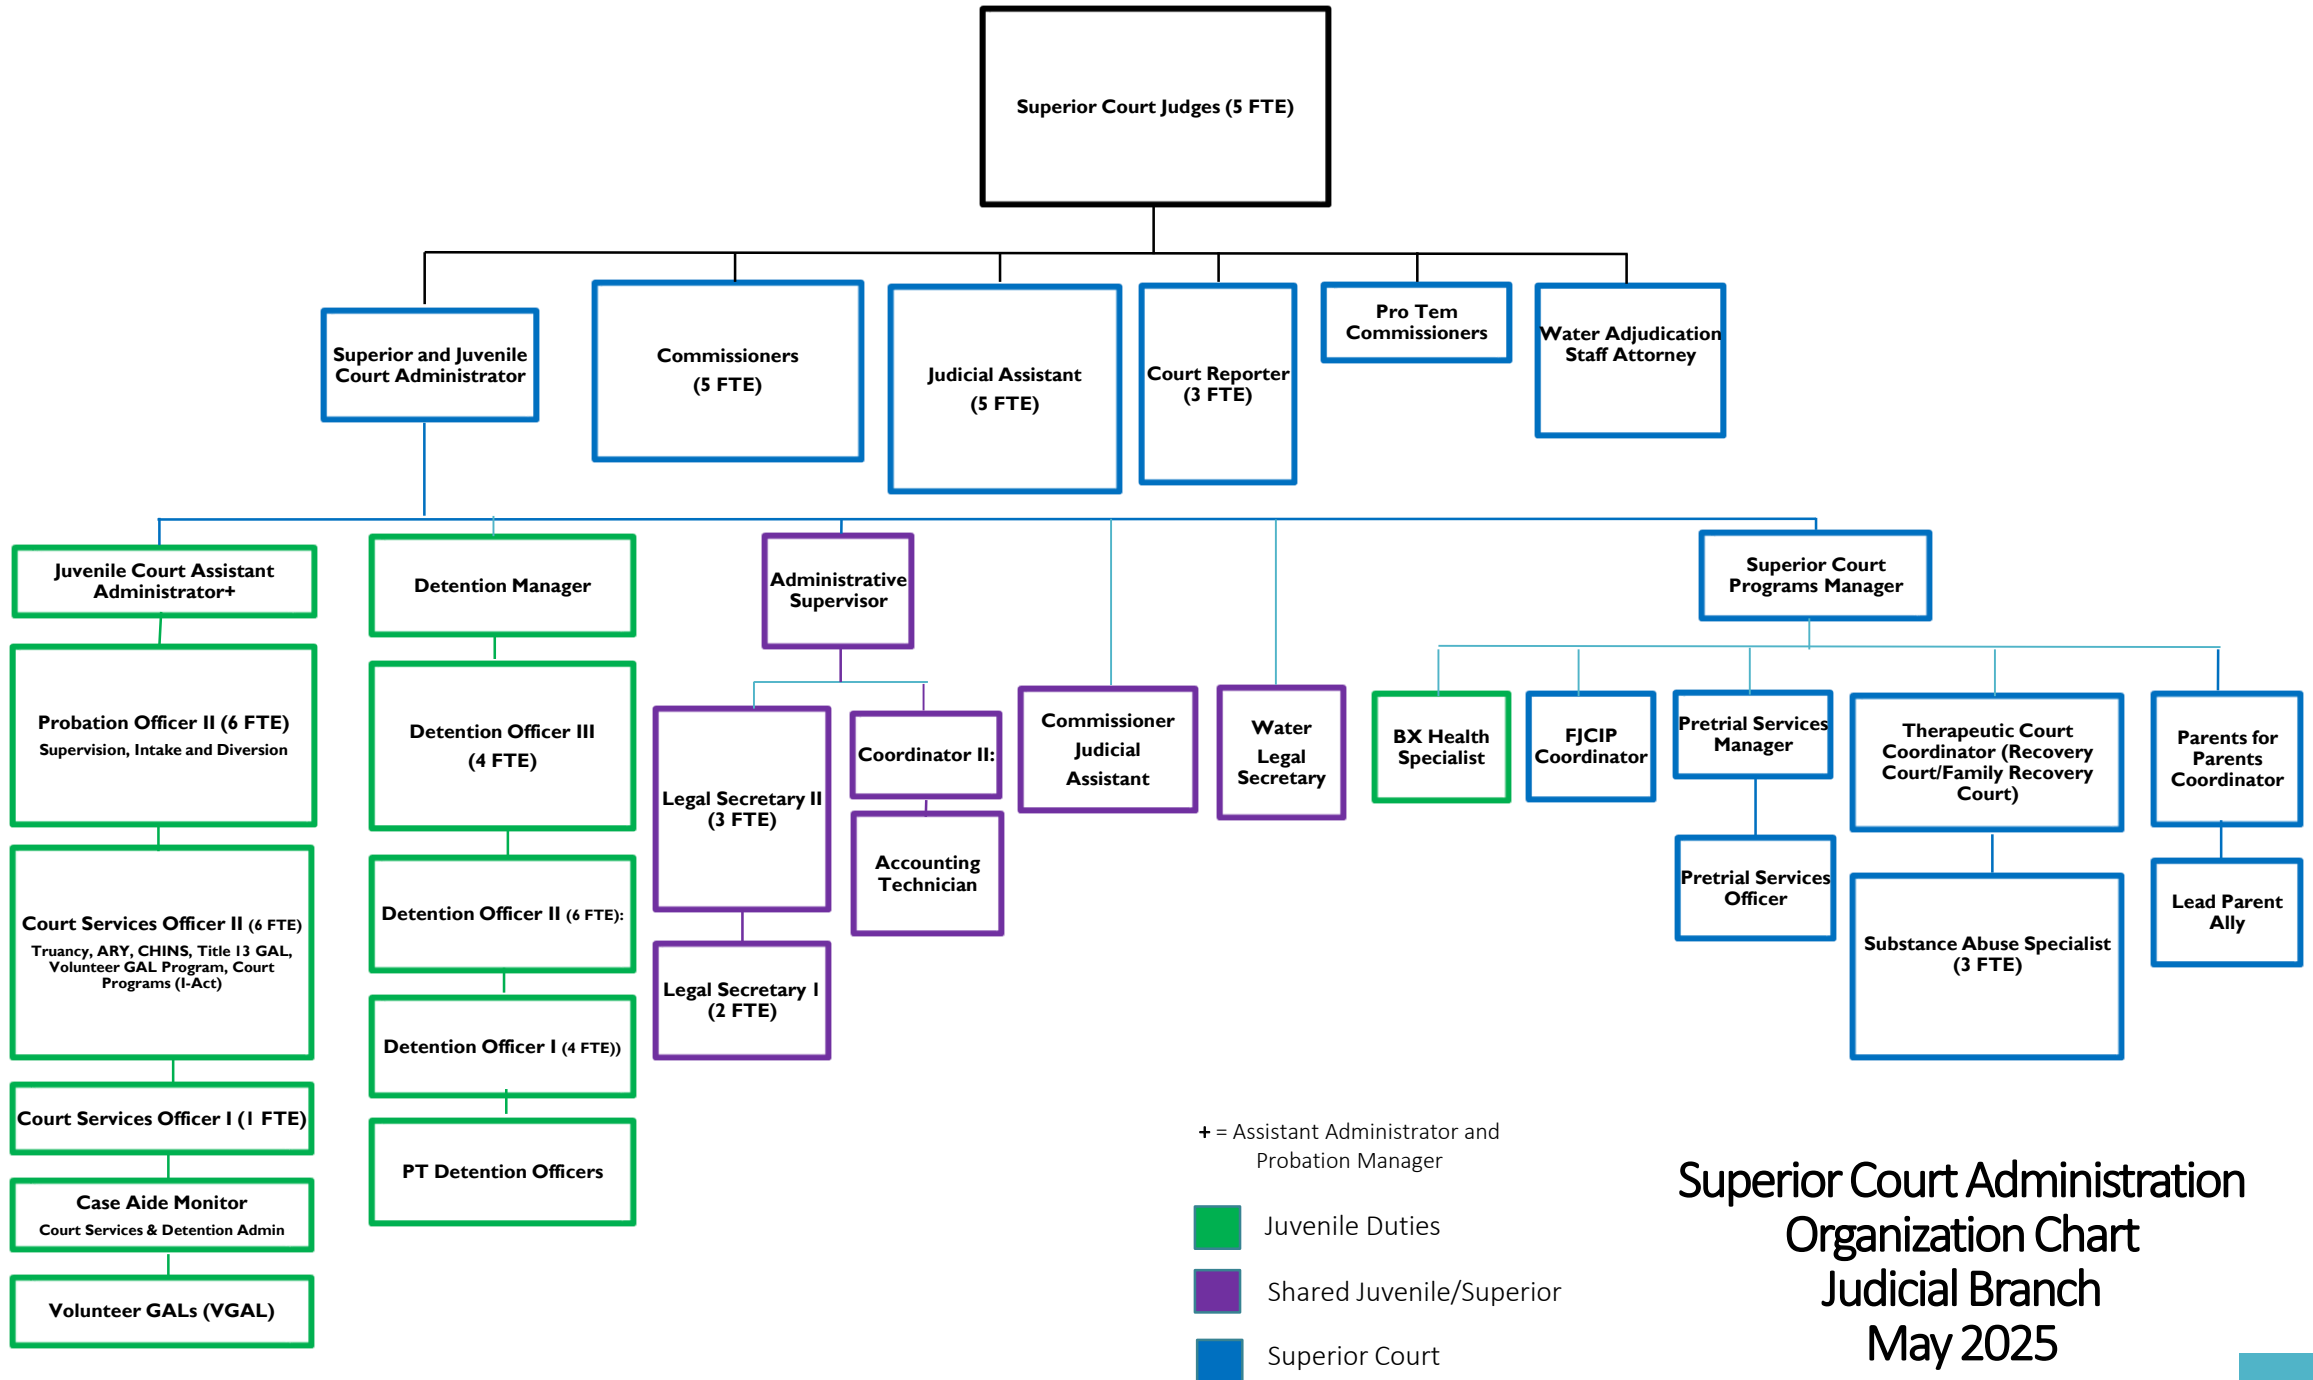 Superior Court Judges (5 FTE)
Superior and Juvenile
Court Administrator
Commissioners
(5 FTE)
Judicial Assistant
(5 FTE)
Court Reporter
(3 FTE)
Pro Tem
Commissioners
Water Adjudication
Staff Attorney
Juvenile Court Assistant
Administrator+
Detention Manager
Administrative
Supervisor
Superior Court
Programs Manager
Probation Officer II (6 FTE)
Supervision, Intake and Diversion
Detention Officer III
(4 FTE)
Legal Secretary II
(3 FTE)
Coordinator II:
Accounting
Technician
Commissioner
Judicial
Assistant
Water
Legal
Secretary
BX Health
Specialist
FJCIP
Coordinator
Pretrial Services
Manager
Therapeutic Court
Coordinator (Recovery
Court/Family Recovery
Court)
Parents for
Parents
Coordinator
Court Services Officer II (6 FTE)
Truancy, ARY, CHINS, Title 13 GAL,
Volunteer GAL Program, Court
Programs (I-Act)
Detention Officer II (6 FTE):
Legal Secretary I
(2 FTE)
Pretrial Services
Officer
Substance Abuse Specialist
(3 FTE)
Lead Parent
Ally
Detention Officer I (4 FTE))
Court Services Officer I (1 FTE)
PT Detention Officers
Case Aide Monitor
Court Services & Detention Admin
Volunteer GALs (VGAL)
+ = Assistant Administrator and
Probation Manager
Juvenile Duties
Shared Juvenile/Superior
Superior Court
Superior Court Administration
Organization Chart
Judicial Branch
May 2025